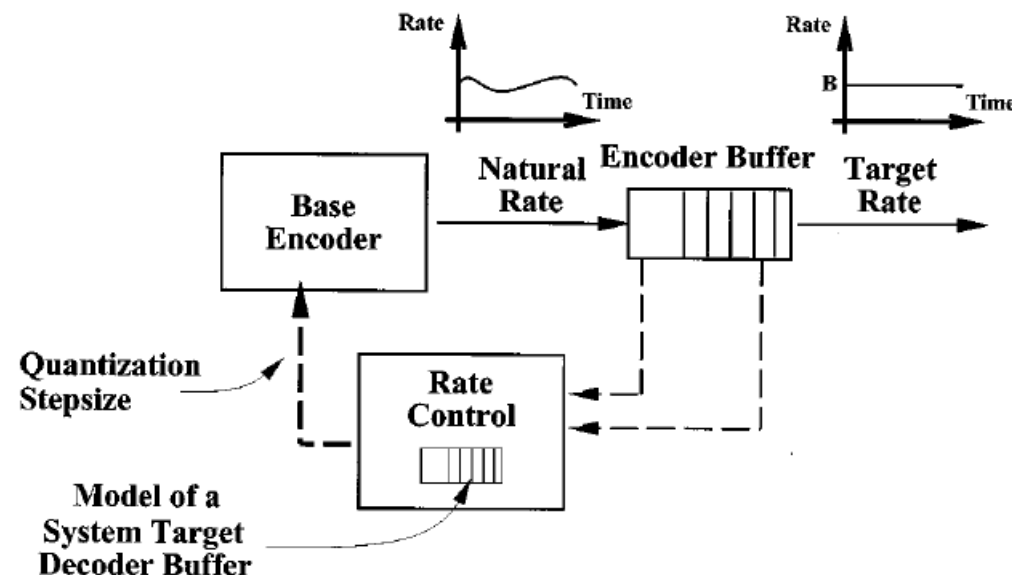 Rate
Time
Rate
B
Time
Encoder Buffer
Natural
Rate
Target
Rate
Base
Encoder
Quantization
Stepsize
Rate
Control
Model of a
System Target
Decoder Buffer